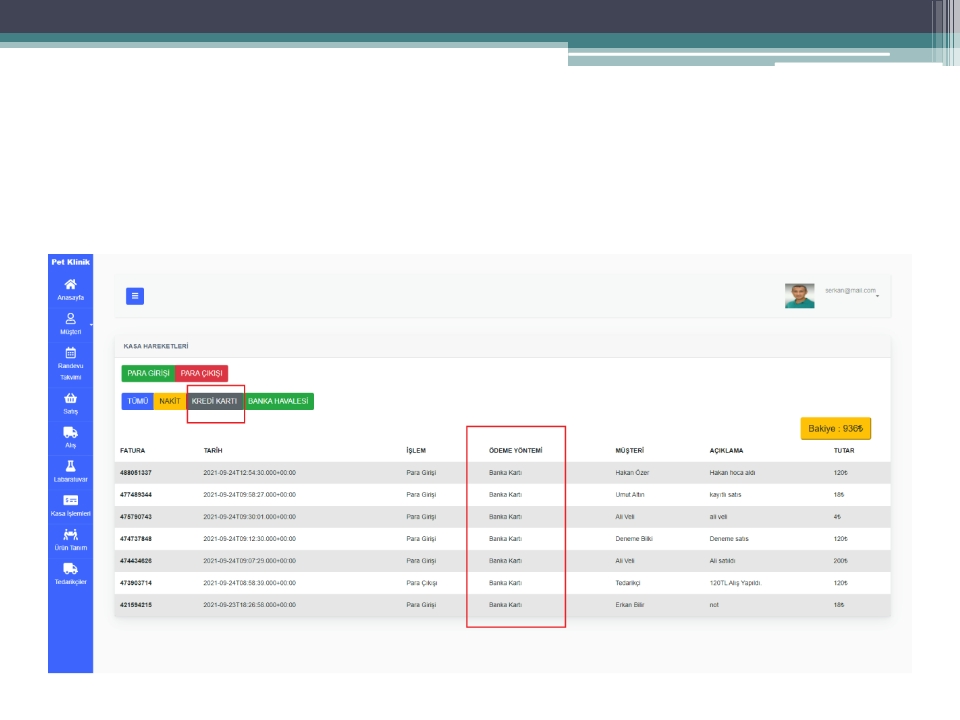 Pet Klinik
Anasayfa
Müşteri
Randevu
Takvimi
Satış
Alış
Labaratuvar
Kasa İşlemleri
Ürün Tanım
Tedarikçiler
serkan@mail.com
KASA HAREKETLERİ
PARA GİRİŞİ PARA ÇIKIŞI
TÜMÜ NAKİT KREDİ KARTI BANKA HAVALESİ
Bakiye : 936₺
FATURA TARİH İŞLEM ÖDEME YÖNTEMİ MÜŞTERİ AÇIKLAMA TUTAR
488051337 2021-09-24T12:54:30.000+00:00 Para Girişi Banka Kartı Hakan Özer Hakan hoca aldı 120₺
477489344 2021-09-24T09:58:27.000+00:00 Para Girişi Banka Kartı Umut Altın kayıtlı satıs 18₺
475780743 2021-09-24T09:30:01.000+00:00 Para Girişi Banka Kartı Ali Veli ali veli 4₺
474737848 2021-09-24T09:12:30.000+00:00 Para Girişi Banka Kartı Deneme Bilki Deneme satıs 120₺
474434626 2021-09-24T09:07:29.000+00:00 Para Girişi Banka Kartı Ali Veli Ali satıldı 200₺
473903714 2021-09-24T08:58:39.000+00:00 Para Çıkışı Banka Kartı Tedarikçi 120TL Alış Yapıldı. 120₺
421594215 2021-09-23T18:26:58.000+00:00 Para Girişi Banka Kartı Erkan Bilir not 18₺